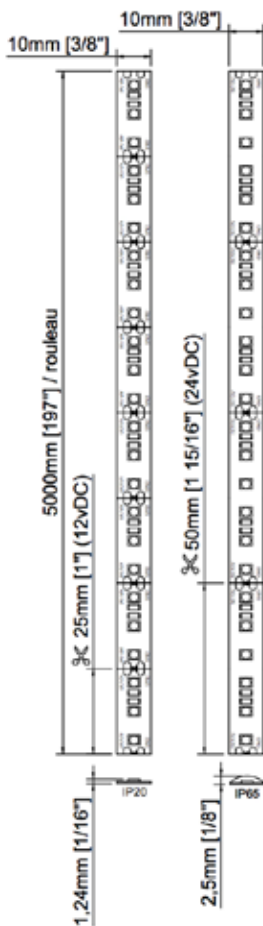 10mm [3/8"]
10mm [3/8"]
5000mm [197"] / rouleau
25mm [1"] (12vDC)
50mm [1 15/16"] (24vDC)
IP20
IP65
1,24mm [1/16"]
2,5mm [1/8"]